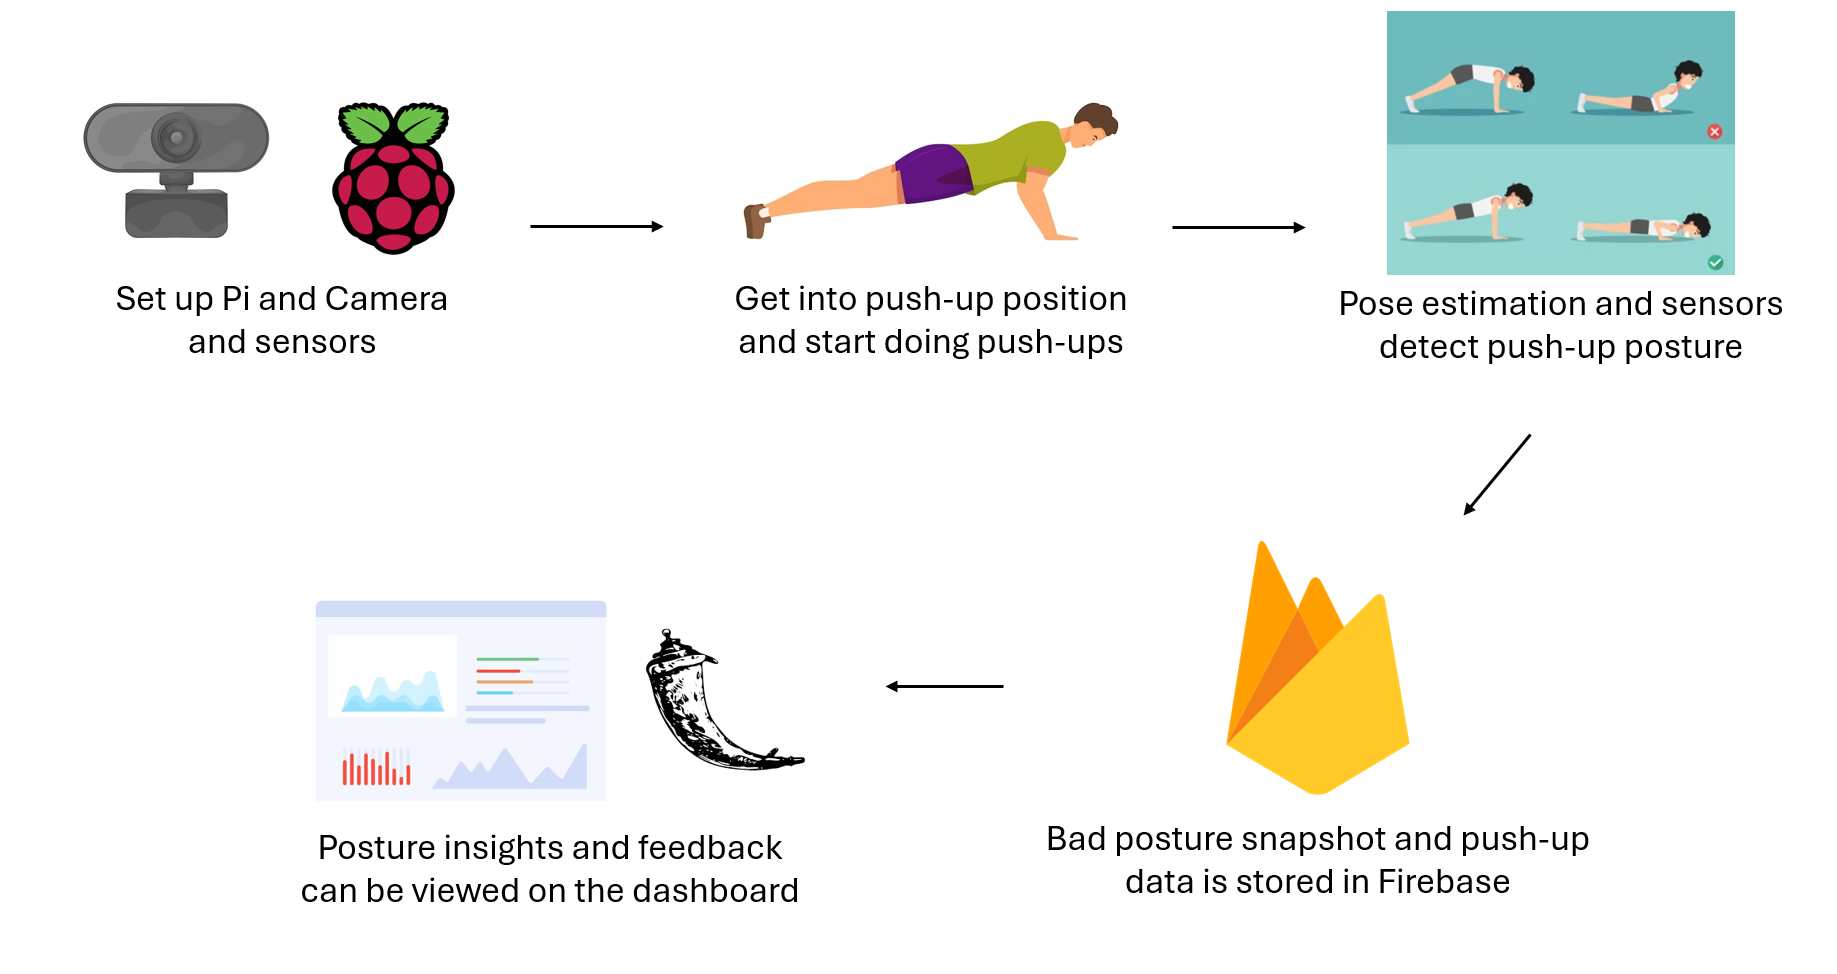 Set up Pi and Camera
and sensors
Get into push-up position
and start doing push-ups
Pose estimation and sensors
detect push-up posture
Bad posture snapshot and push-up
data is stored in Firebase
Posture insights and feedback
can be viewed on the dashboard